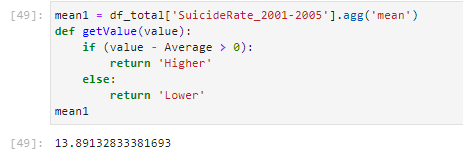 [49]: mean1 = df_total['SuicideRate_2001-2005'].agg('mean')
def getValue(value):
    if (value - Average > 0):
        return 'Higher'
    else:
        return 'Lower'
mean1
[49]: 13.89132833381693